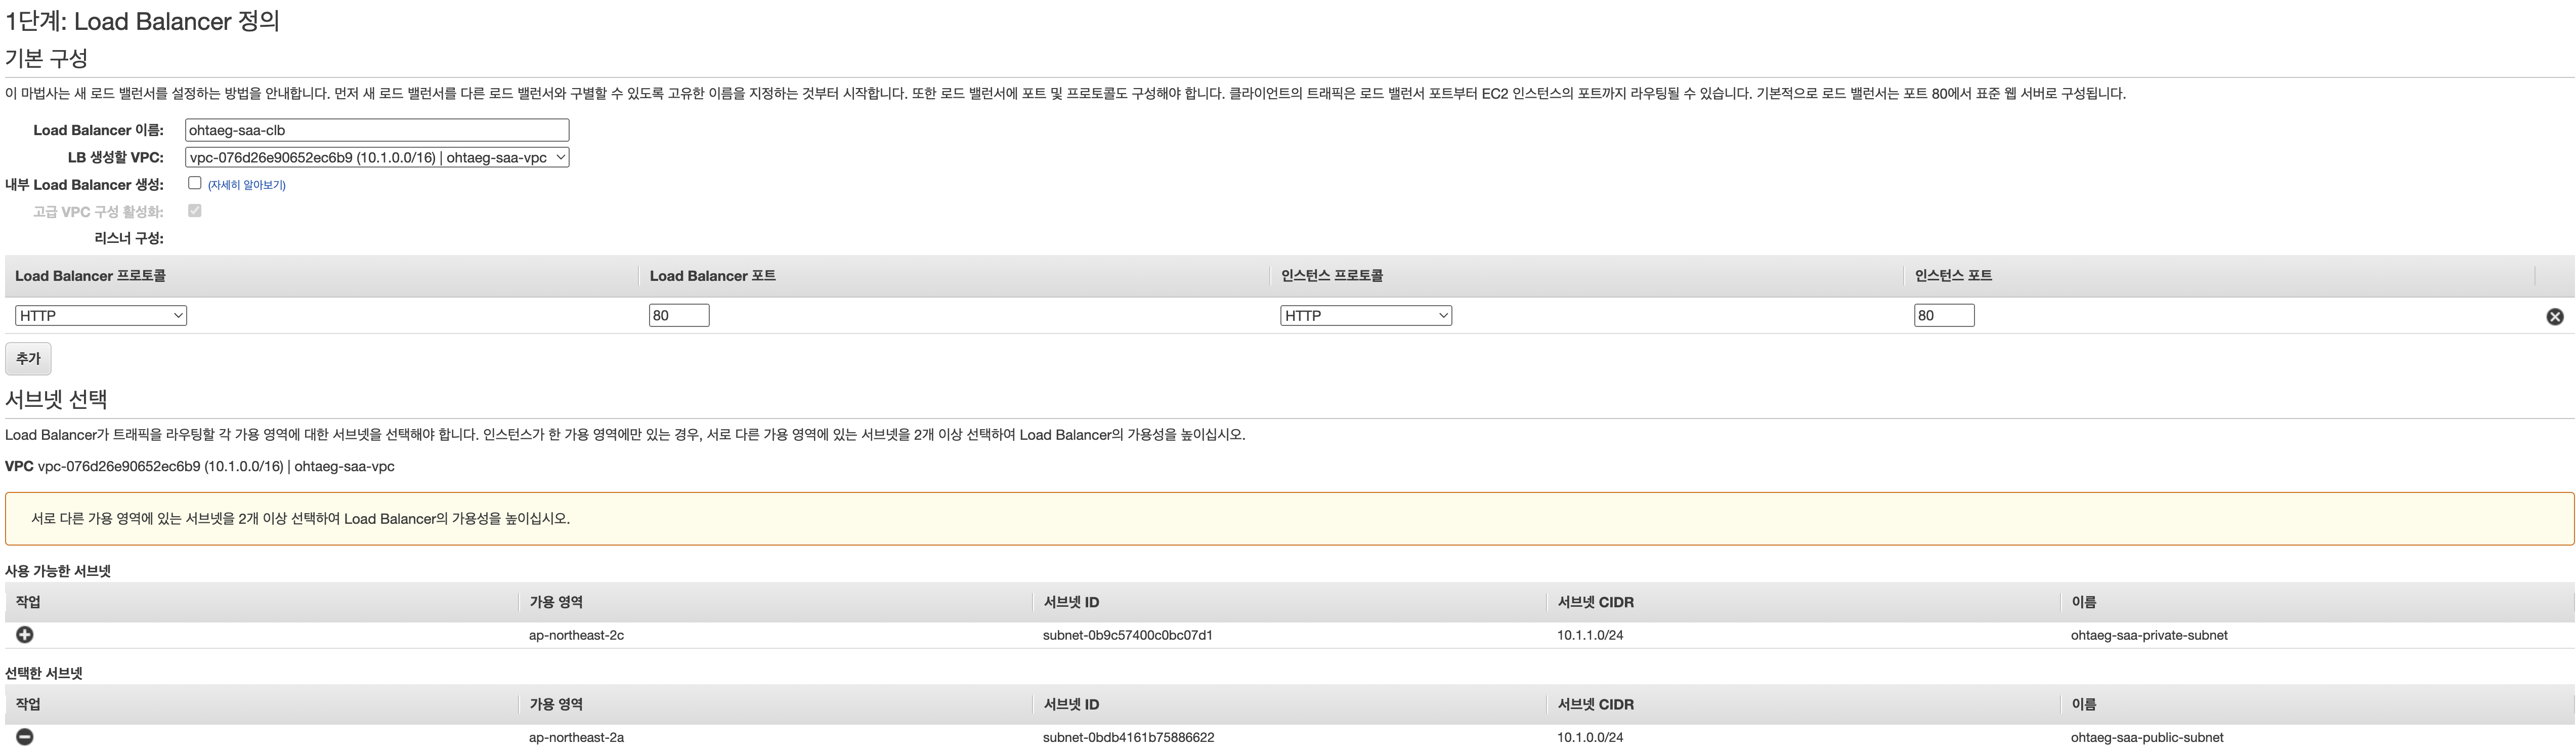 1단계: Load Balancer 정의
기본 구성
이 마법사는 새 로드 밸런서를 설정하는 방법을 안내합니다. 먼저 새 로드 밸런서를 다른 로드 밸런서와 구별할 수 있도록 고유한 이름을 지정하는 것부터 시작합니다. 또한 로드 밸런서에 포트 및 프로토콜도 구성해야 합니다. 클라이언트의 트래픽은 로드 밸런서 포트부터 EC2 인스턴스의 포트까지 라우팅될 수 있습니다. 기본적으로 로드 밸런서는 포트 80에서 표준 웹 서버로 구성됩니다.
Load Balancer 이름: ohtaeg-saa-clb
LB 생성할 VPC: vpc-076d26e90652ec6b9 (10.1.0.0/16) | ohtaeg-saa-vpc
내부 Load Balancer 생성: (자세히 알아보기)
고급 VPC 구성 활성화:
리스너 구성:
Load Balancer 프로토콜 Load Balancer 포트 인스턴스 프로토콜 인스턴스 포트
HTTP 80 HTTP 80
추가
서브넷 선택
Load Balancer가 트래픽을 라우팅할 각 가용 영역에 대한 서브넷을 선택해야 합니다. 인스턴스가 한 가용 영역에만 있는 경우, 서로 다른 가용 영역에 있는 서브넷을 2개 이상 선택하여 Load Balancer의 가용성을 높이십시오.
VPC vpc-076d26e90652ec6b9 (10.1.0.0/16) | ohtaeg-saa-vpc
서로 다른 가용 영역에 있는 서브넷을 2개 이상 선택하여 Load Balancer의 가용성을 높이십시오.
사용 가능한 서브넷
작업 가용 영역 서브넷 ID 서브넷 CIDR 이름
ap-northeast-2c subnet-0b9c57400c0bc07d1 10.1.1.0/24 ohtaeg-saa-private-subnet
선택한 서브넷
작업 가용 영역 서브넷 ID 서브넷 CIDR 이름
ap-northeast-2a subnet-0bdb4161b75886622 10.1.0.0/24 ohtaeg-saa-public-subnet